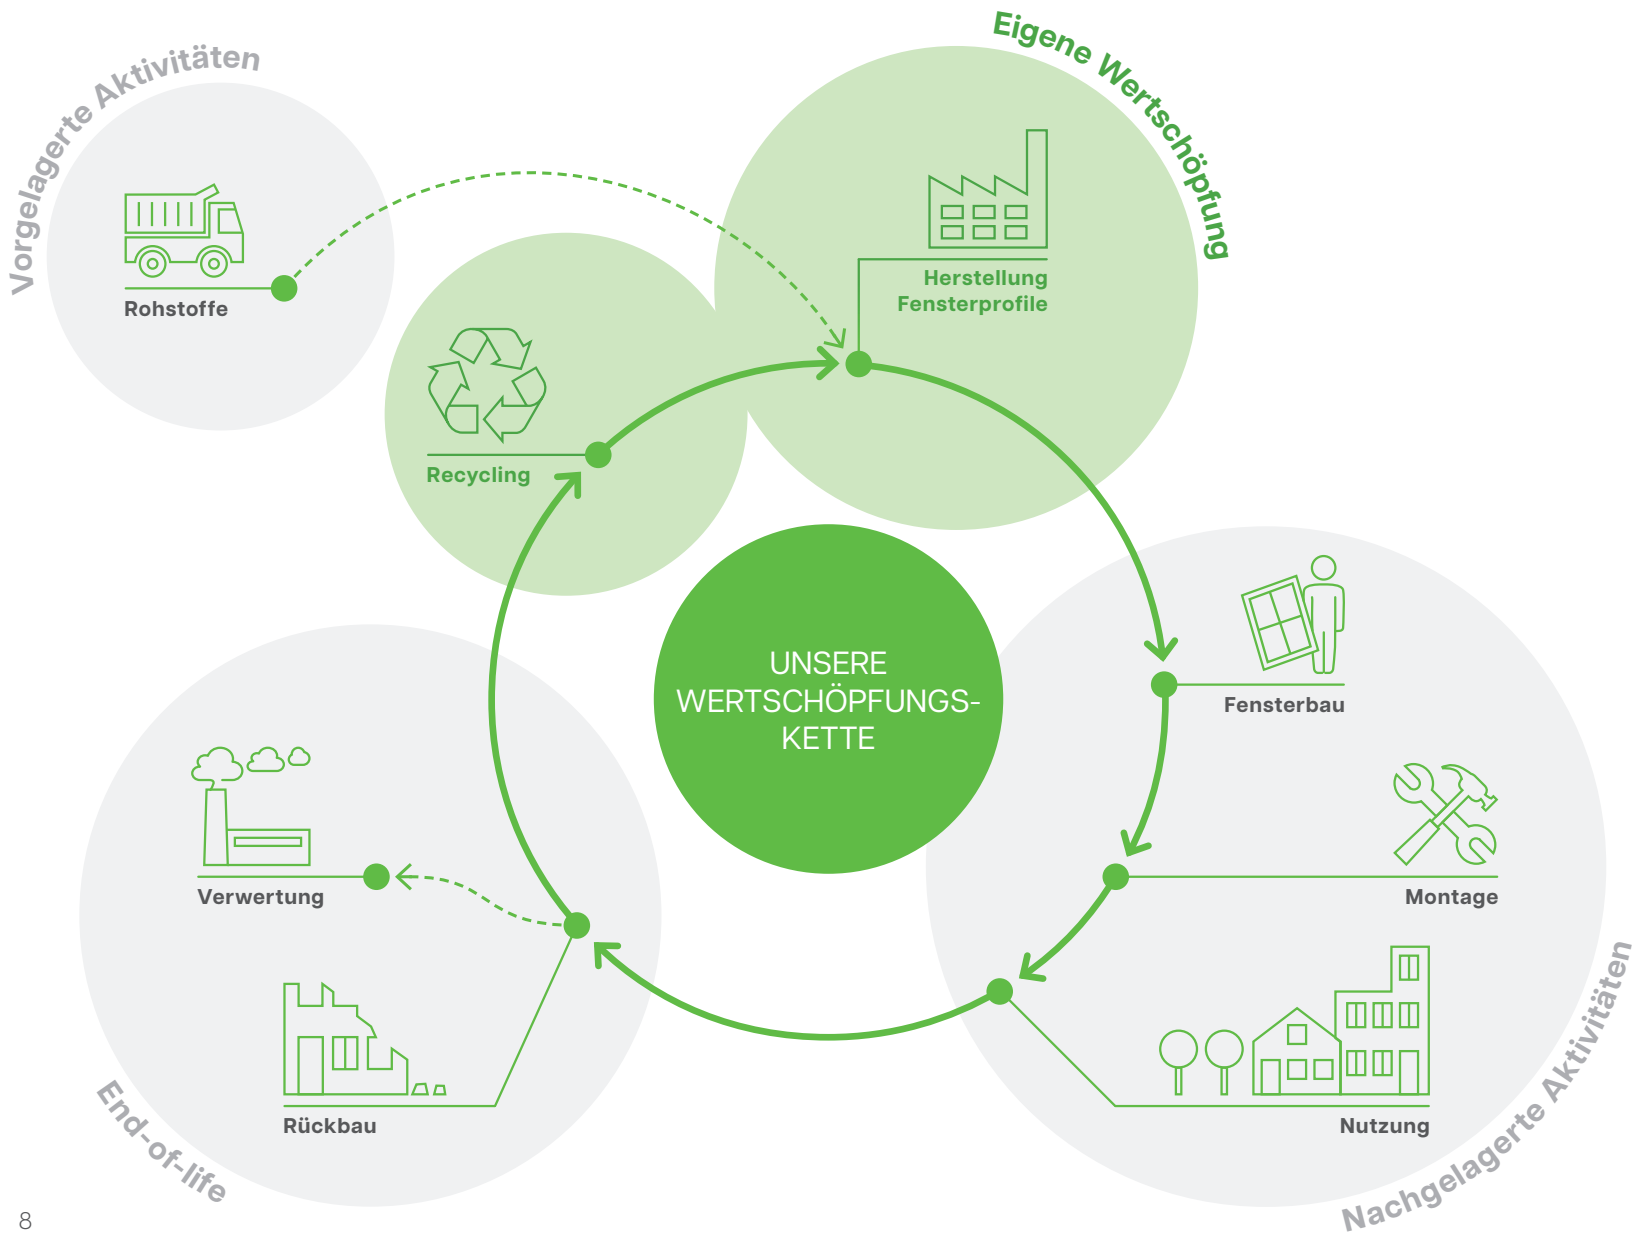 Vorgelagerte Aktivitäten
Rohstoffe
Eigene Wertschöpfung
Herstellung
Fensterprofile
Recycling
UNSERE
WERTSCHÖPFUNGS-
KETTE
Fensterbau
Montage
Nutzung
Nachgelagerte Aktivitäten
Verwertung
Rückbau
End-of-life
8